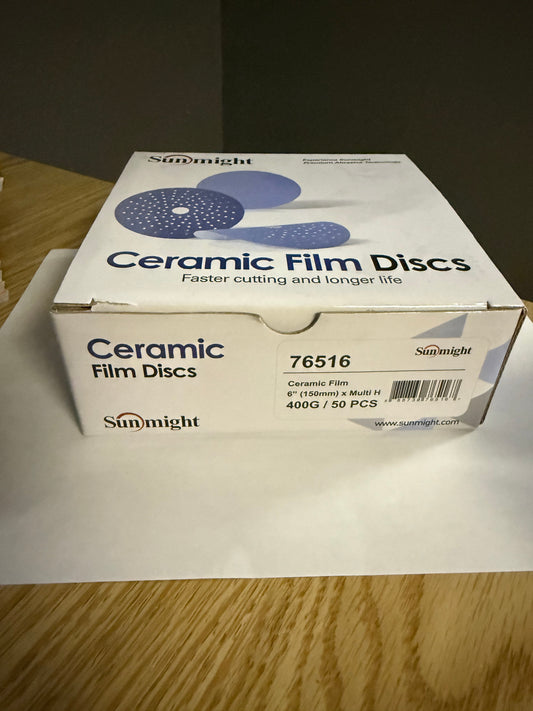 Sunmight
Experience Sunmight
Premium Abrasive Technology
Ceramic Film Discs
Faster cutting and longer life
Ceramic
Film Discs
Sunmight
76516
Sunmight
Ceramic Film
6" (150mm) x Multi H
400G / 50 PCS
www.sunmight.com